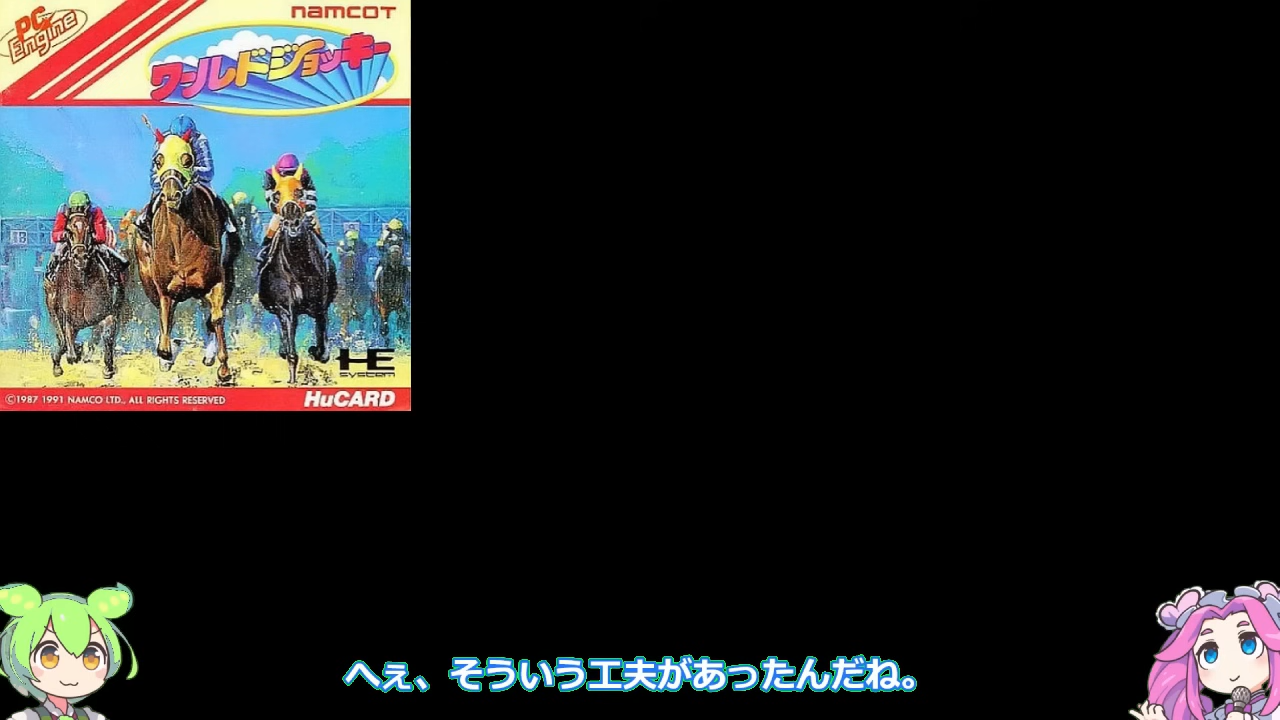 PC Engine
namcoT
ワールドジョッキー
18
HE
SYSTEM
©1987 1991 NAMCO LTD., ALL RIGHTS RESERVED
HuCARD
へぇ、そういう工夫があったんだね。